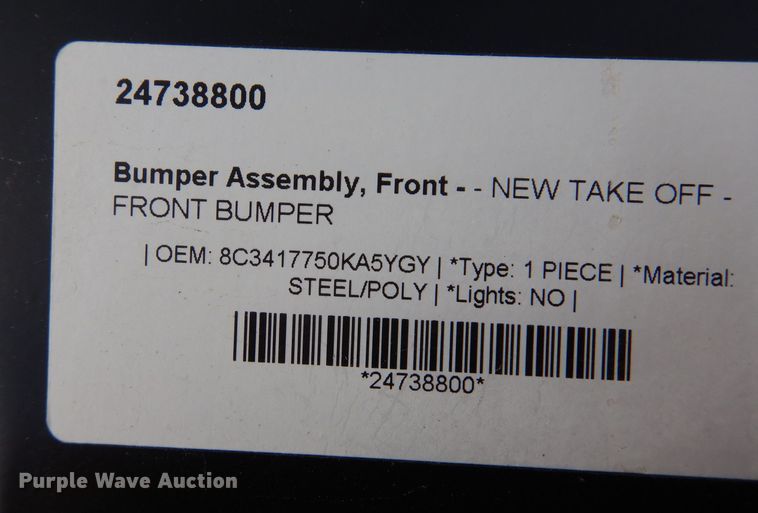 24738800
Bumper Assembly, Front - - NEW TAKE OFF -
FRONT BUMPER
| OEM: 8C3417750KA5YGY | *Type: 1 PIECE | *Material:
STEEL/POLY | *Lights: NO |
*24738800*
Purple Wave Auction